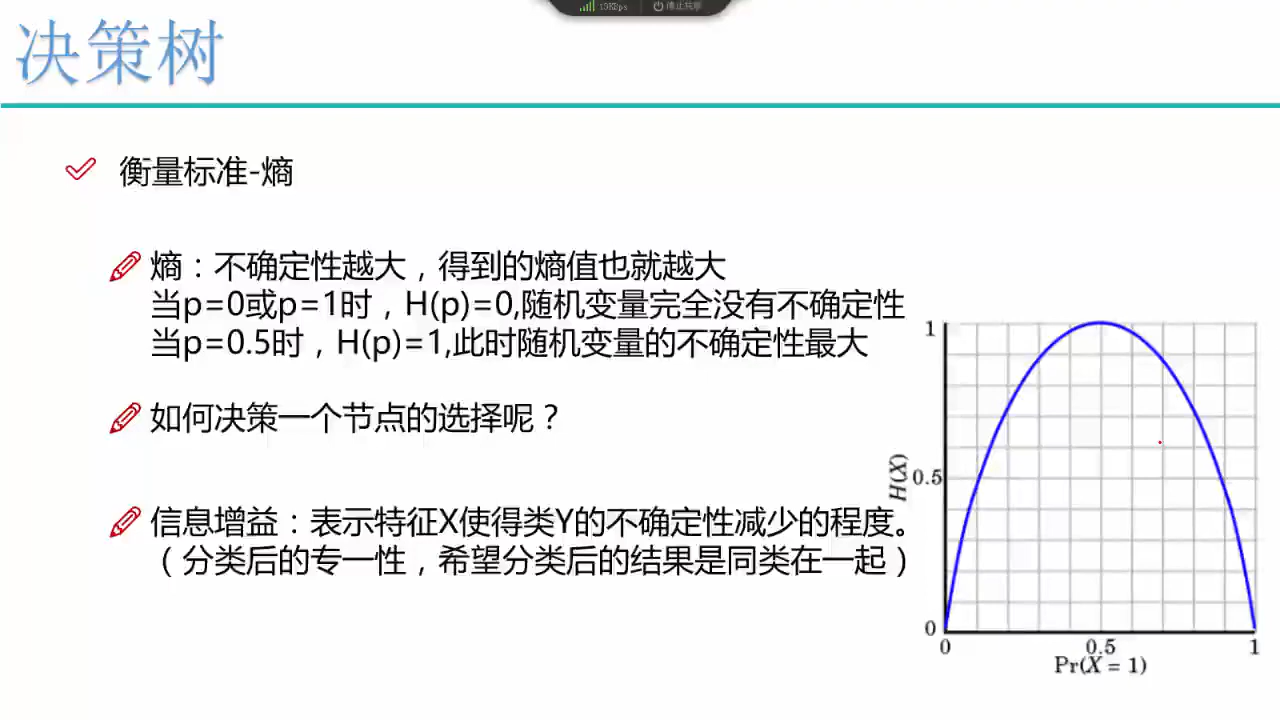 19KBps 停止共享
决策树
衡量标准-熵
熵：不确定性越大，得到的熵值也就越大
当p=0或p=1时，H(p)=0,随机变量完全没有不确定性
当p=0.5时，H(p)=1,此时随机变量的不确定性最大
如何决策一个节点的选择呢？
信息增益：表示特征X使得类Y的不确定性减少的程度。
（分类后的专一性，希望分类后的结果是同类在一起）
1
H(X)
0.5
0
0 0.5 1
Pr(X = 1)